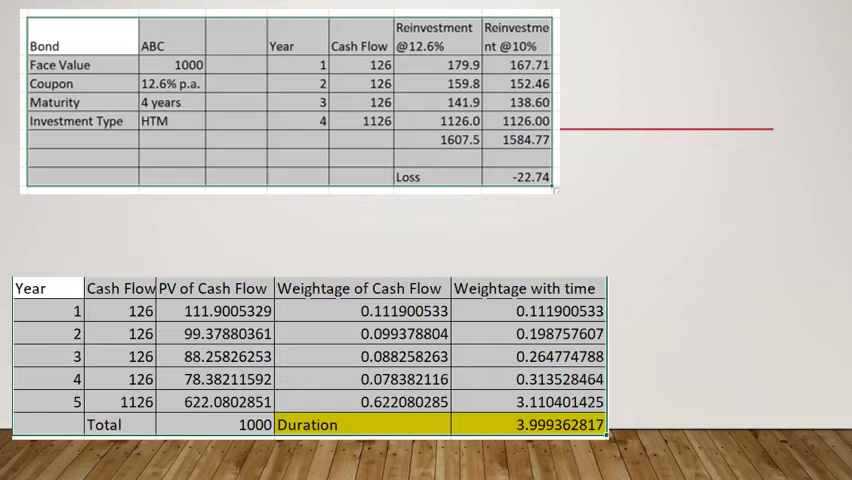 Reinvestment Reinvestme
Bond ABC Year Cash Flow @12.6% nt @10%
Face Value 1000 1 126 179.9 167.71
Coupon 12.6% p.a. 2 126 159.8 152.46
Maturity 4 years 3 126 141.9 138.60
Investment Type HTM 4 1126 1126.0 1126.00
1607.5 1584.77
Loss -22.74
Year Cash Flow PV of Cash Flow Weightage of Cash Flow Weightage with time
1 126 111.9005329 0.111900533 0.111900533
2 126 99.37880361 0.099378804 0.198757607
3 126 88.25826253 0.088258263 0.264774788
4 126 78.38211592 0.078382116 0.313528464
5 1126 622.0802851 0.622080285 3.110401425
Total 1000 Duration 3.999362817